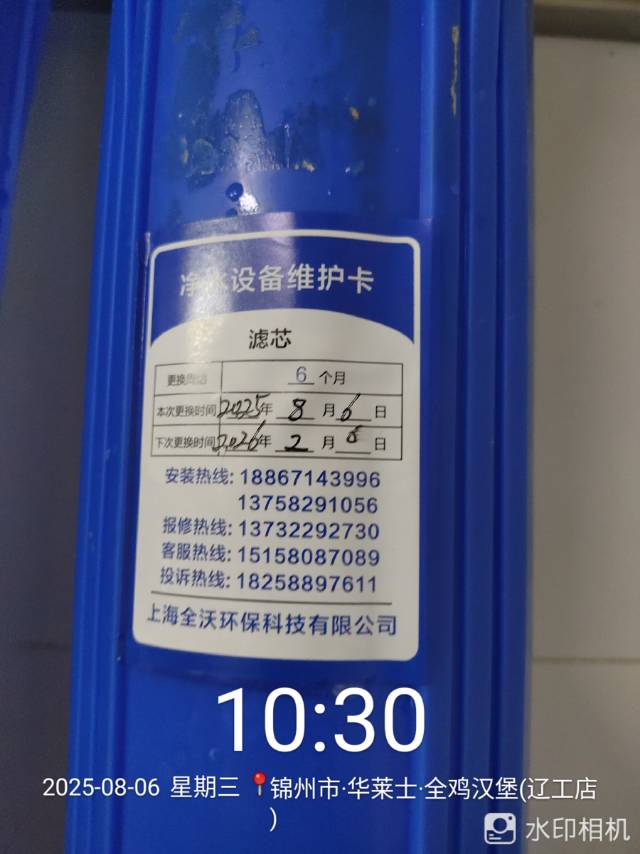 净水设备维护卡
滤芯
更换周期 6 个月
本次更换时间 2025年 8 月 6 日
下次更换时间 2026年 2 月 6 日
安装热线: 18867143996
13758291056
报修热线: 13732292730
客服热线: 15158087089
投诉热线: 18258897611
上海全沃环保科技有限公司
10:30
2025-08-06 星期三 锦州市·华莱士·全鸡汉堡(辽工店
)
水印相机